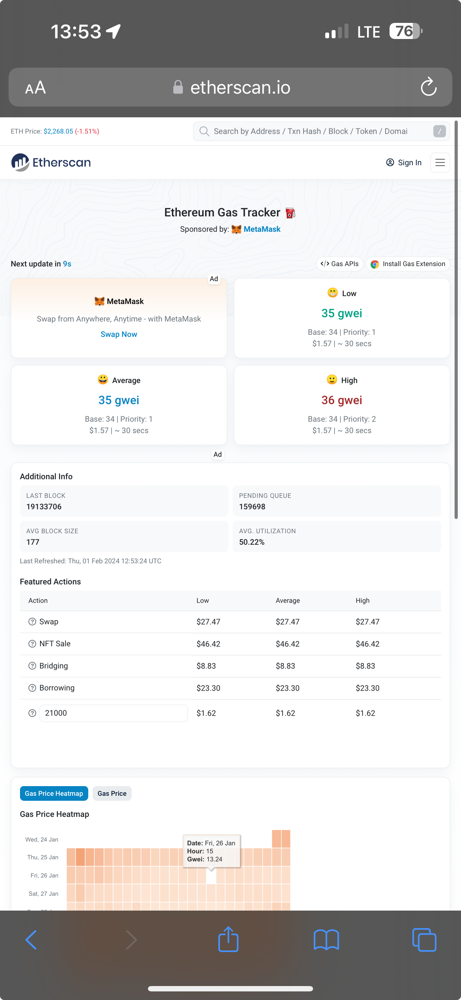 13:53
LTE
76
AA
etherscan.io
ETH Price: $2,268.05 (-1.51%)
Search by Address / Txn Hash / Block / Token / Domai
/
Etherscan
Sign In
Ethereum Gas Tracker
Sponsored by: MetaMask
Next update in 9s
</> Gas APIs
Install Gas Extension
Ad
MetaMask
Swap from Anywhere, Anytime - with MetaMask
Swap Now
Low
35 gwei
Base: 34 | Priority: 1
$1.57 | ~ 30 secs
Average
35 gwei
Base: 34 | Priority: 1
$1.57 | ~ 30 secs
High
36 gwei
Base: 34 | Priority: 2
$1.57 | ~ 30 secs
Ad
Additional Info
LAST BLOCK
19133706
PENDING QUEUE
159698
AVG BLOCK SIZE
177
AVG. UTILIZATION
50.22%
Last Refreshed: Thu, 01 Feb 2024 12:53:24 UTC
Featured Actions
Action Low Average High
Swap $27.47 $27.47 $27.47
NFT Sale $46.42 $46.42 $46.42
Bridging $8.83 $8.83 $8.83
Borrowing $23.30 $23.30 $23.30
21000 $1.62 $1.62 $1.62
Gas Price Heatmap
Gas Price
Gas Price Heatmap
Wed, 24 Jan
Thu, 25 Jan
Fri, 26 Jan
Sat, 27 Jan
Date: Fri, 26 Jan
Hour: 15
Gwei: 13.24